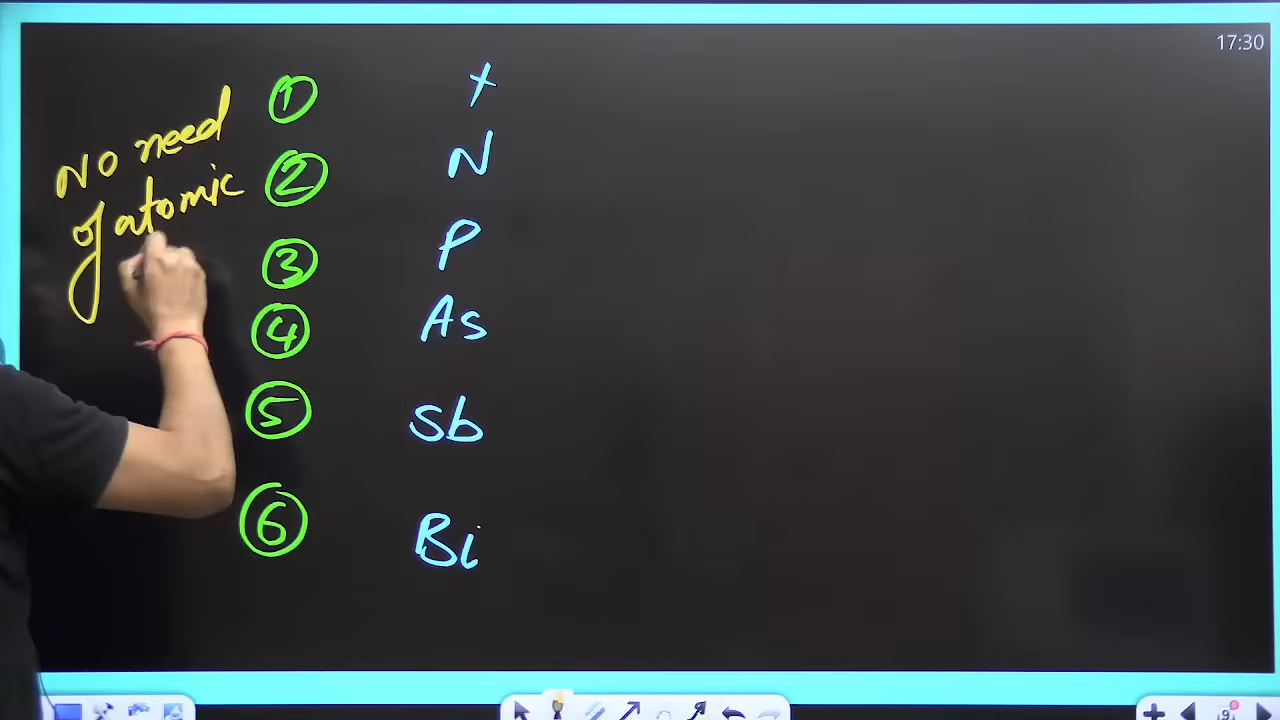 17:30
No need
of atomic
① ×
② N
③ P
④ As
⑤ Sb
⑥ Bi